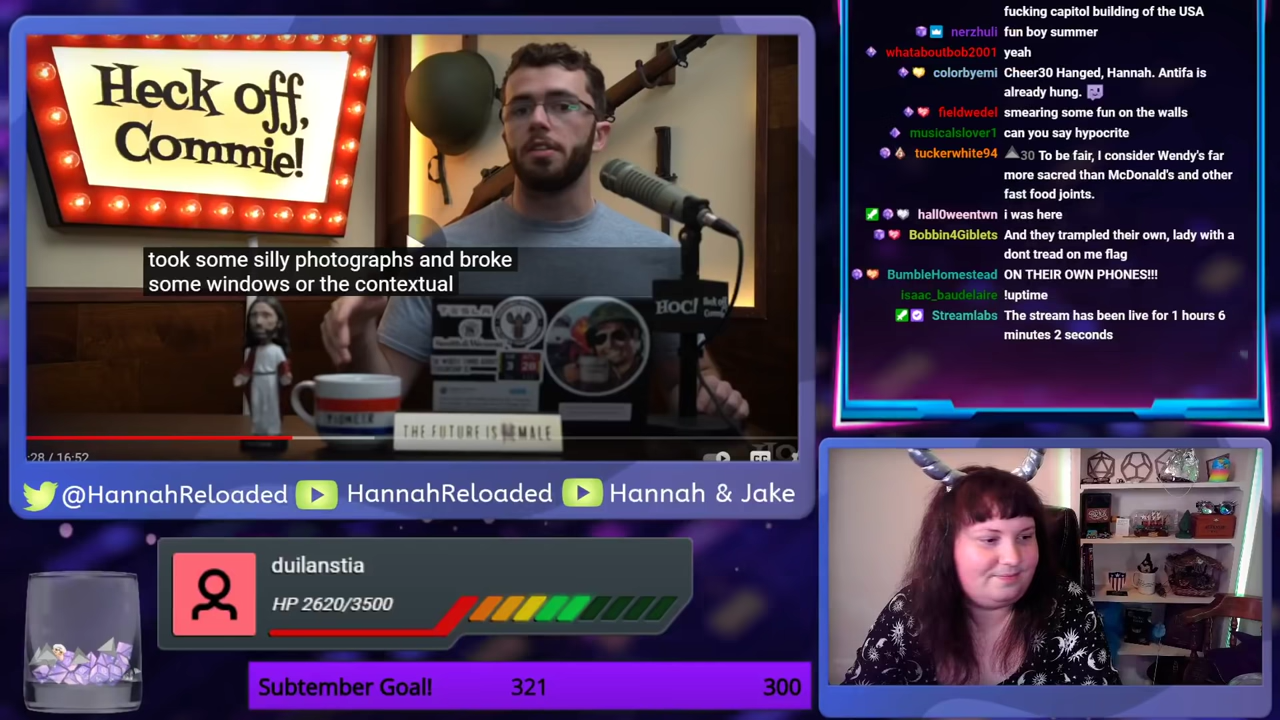 Heck off,
Commie!
took some silly photographs and broke
some windows or the contextual
TESLA
HOC!
PIONEER
THE FUTURE IS MALE
:28 / 16:52
CC
@HannahReloaded
HannahReloaded
Hannah & Jake
duilanstia
HP 2620/3500
Subtember Goal! 321 300
fucking capitol building of the USA
nerzhuli fun boy summer
whataboutbob2001 yeah
colorbyemi Cheer30 Hanged, Hannah. Antifa is
already hung.
fieldwedel smearing some fun on the walls
musicalslover1 can you say hypocrite
tuckerwhite94 30 To be fair, I consider Wendy's far
more sacred than McDonald's and other
fast food joints.
hall0weentwn i was here
Bobbin4Giblets And they trampled their own, lady with a
dont tread on me flag
BumbleHomestead ON THEIR OWN PHONES!!!
isaac_baudelaire !uptime
Streamlabs The stream has been live for 1 hours 6
minutes 2 seconds